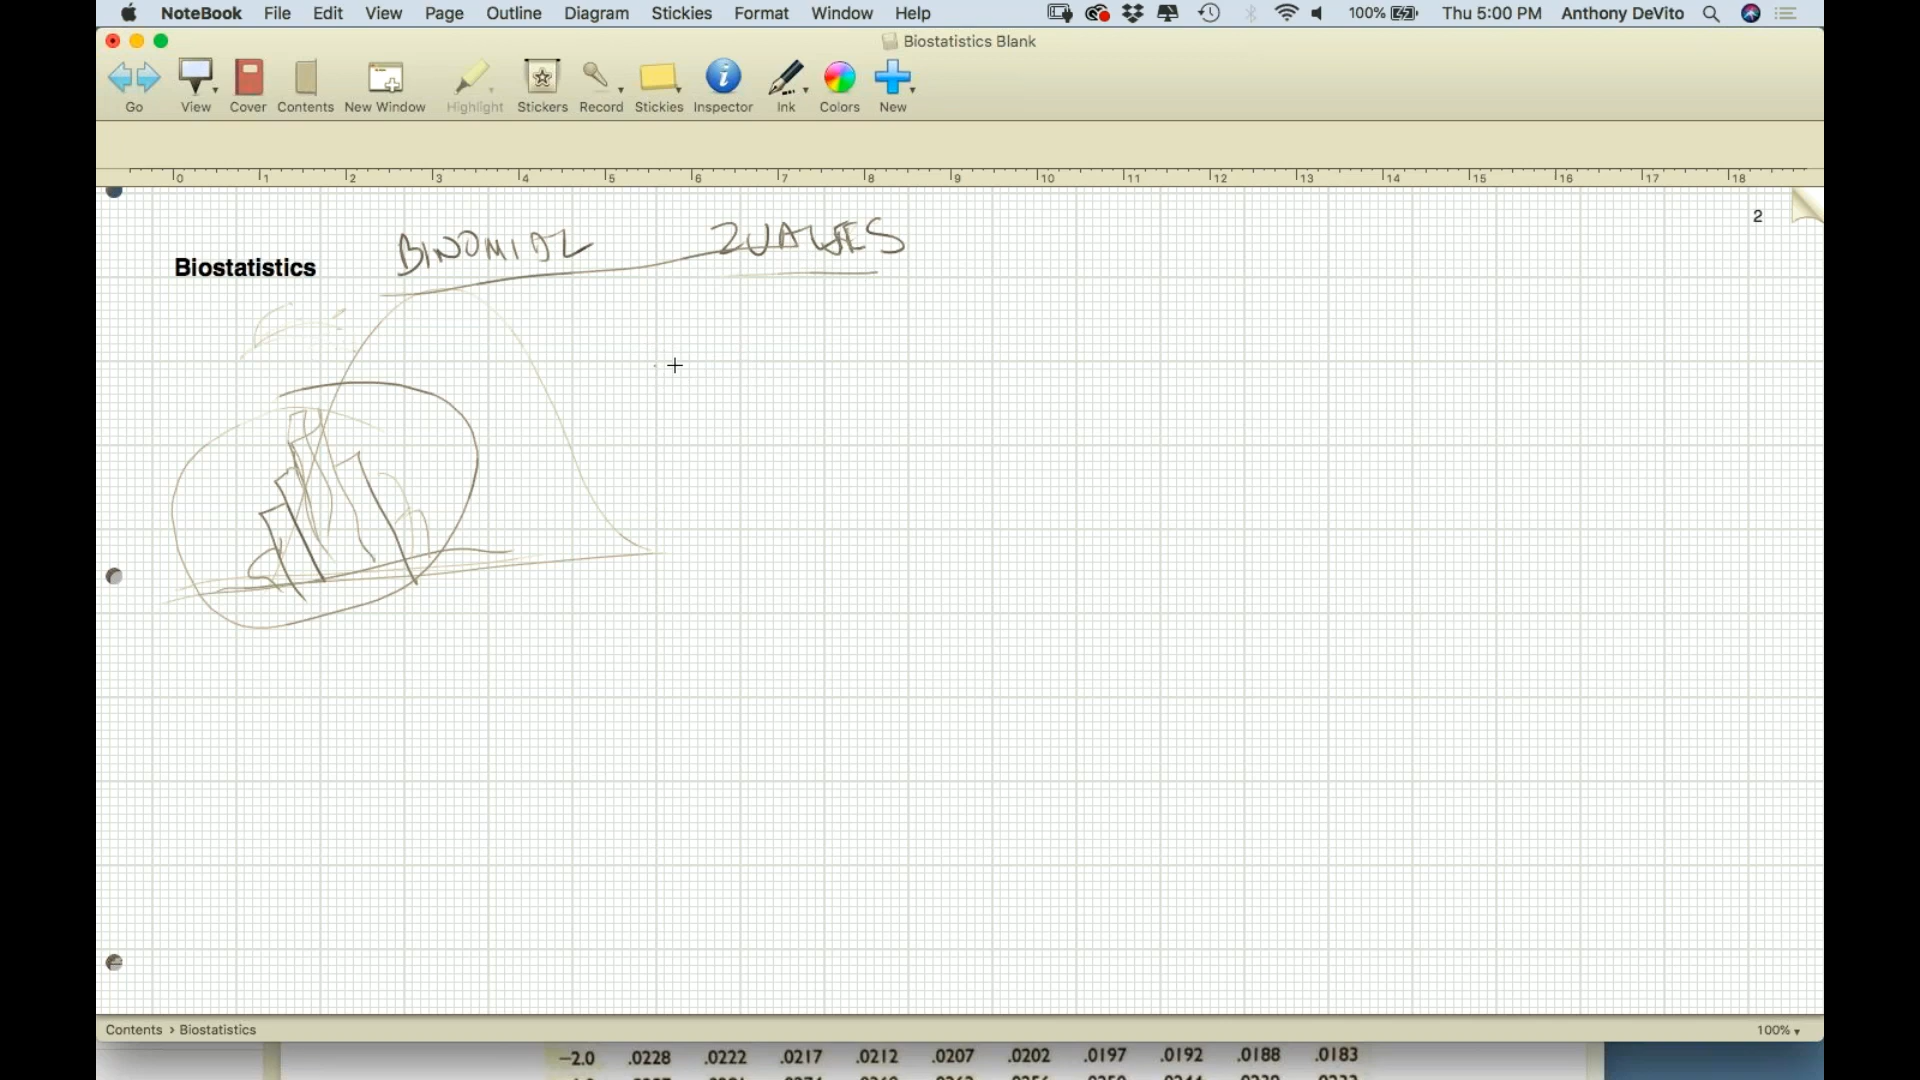 NoteBook File Edit View Page Outline Diagram Stickies Format Window Help 100% Thu 5:00 PM Anthony DeVito
Biostatistics Blank
Go View Cover Contents New Window Highlight Stickers Record Stickies Inspector Ink Colors New
0 1 2 3 4 5 6 7 8 9 10 11 12 13 14 15 16 17 18
2
BINOMIAL ZVALUES
Biostatistics
Contents › Biostatistics 100%
−2.0 .0228 .0222 .0217 .0212 .0207 .0202 .0197 .0192 .0188 .0183